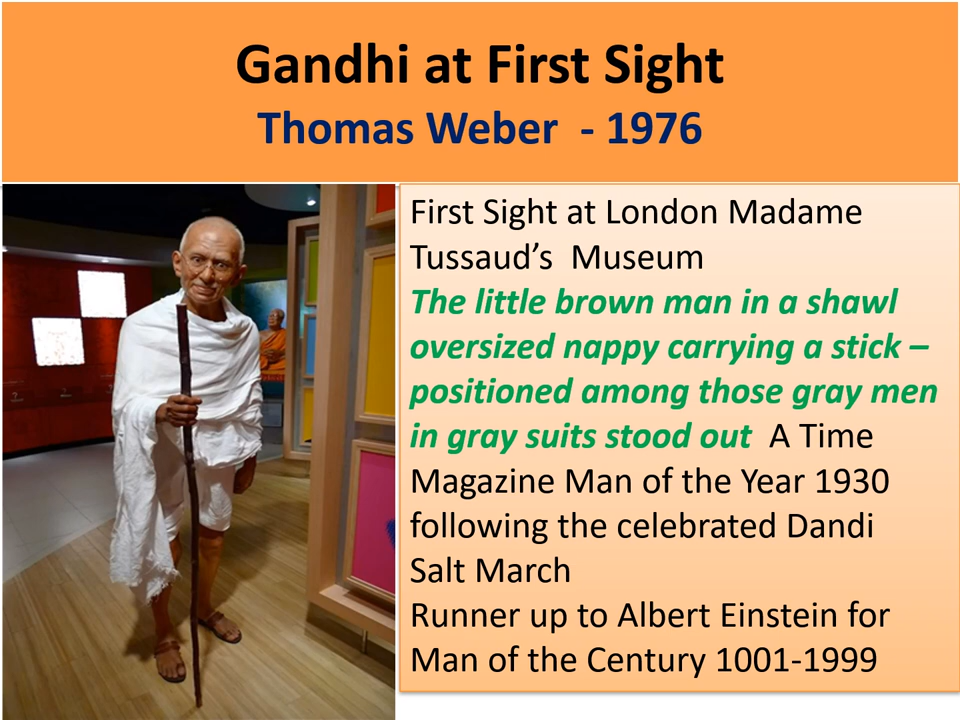 Gandhi at First Sight
Thomas Weber - 1976
First Sight at London Madame
Tussaud’s Museum
The little brown man in a shawl
oversized nappy carrying a stick –
positioned among those gray men
in gray suits stood out A Time
Magazine Man of the Year 1930
following the celebrated Dandi
Salt March
Runner up to Albert Einstein for
Man of the Century 1001-1999